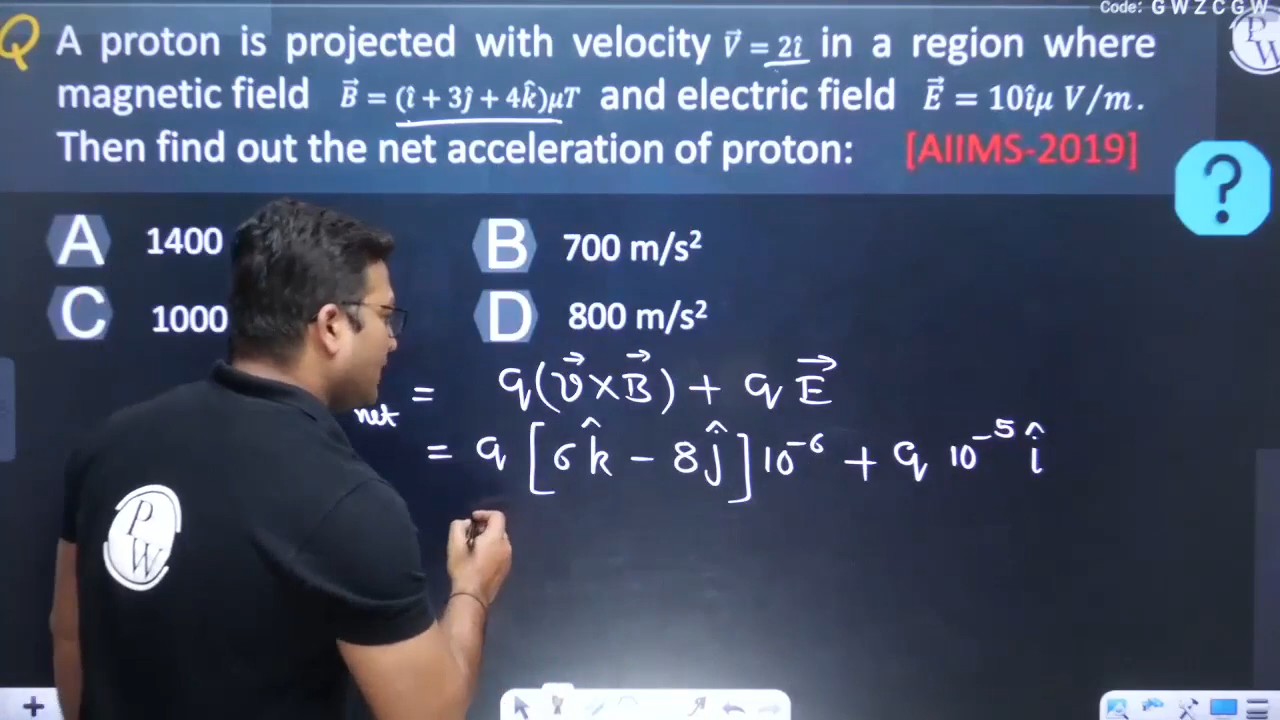 Code: G W Z C G W
Q A proton is projected with velocity V⃗ = 2î in a region where
magnetic field B⃗ = (î + 3ĵ + 4k̂)μT and electric field E⃗ = 10îμ V/m.
Then find out the net acceleration of proton: [AIIMS-2019]
P W
?
A 1400
B 700 m/s²
C 1000
D 800 m/s²
net = q(v⃗ × B⃗) + q E⃗
= q [6k̂ - 8ĵ] 10⁻⁶ + q 10⁻⁵ î
P W